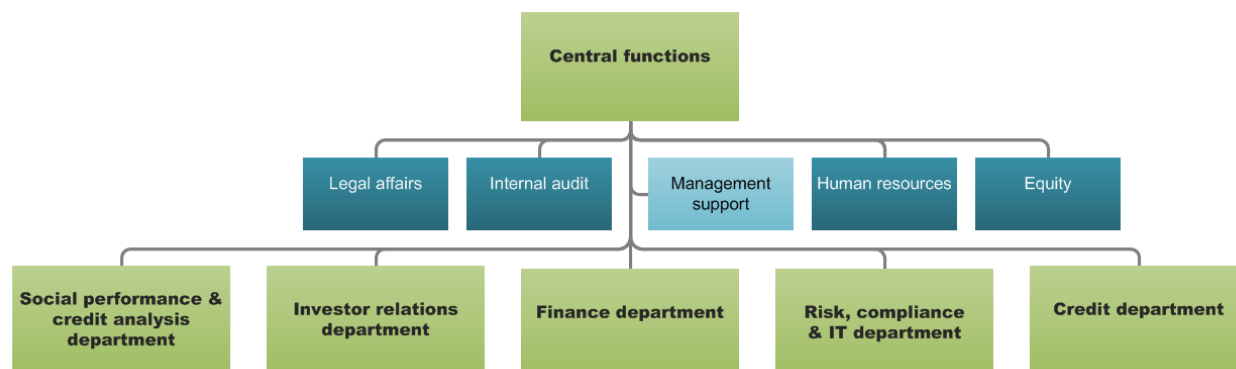 Central functions
Legal affairs
Internal audit
Management
support
Human resources
Equity
Social performance &
credit analysis
department
Investor relations
department
Finance department
Risk, compliance
& IT department
Credit department